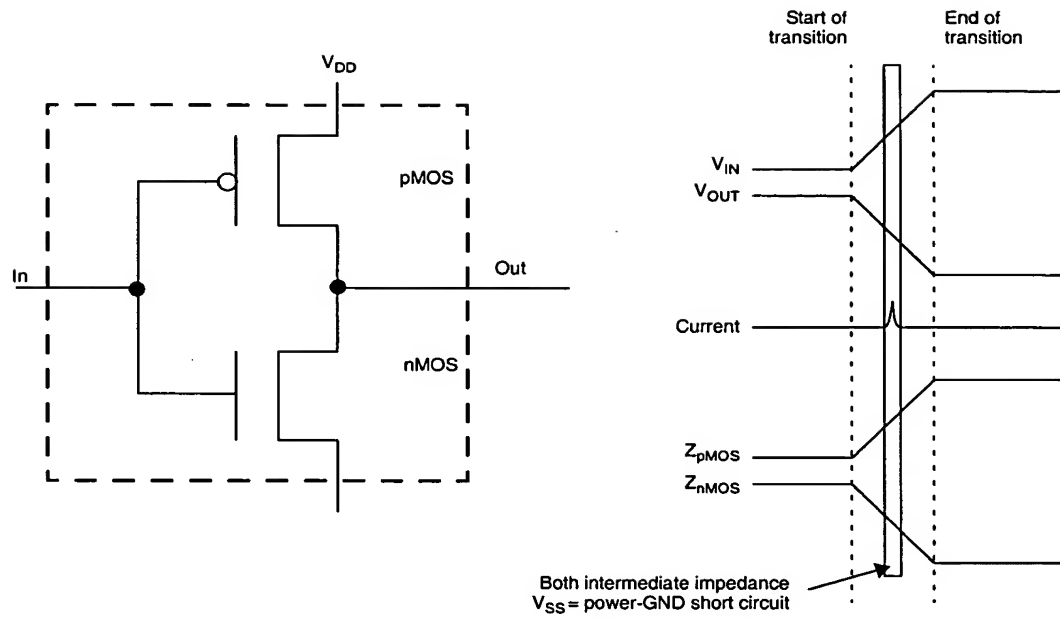 V_DD
pMOS
In
Out
nMOS
Start of
transition
End of
transition
V_IN
V_OUT
Current
Z_pMOS
Z_nMOS
Both intermediate impedance
V_SS = power-GND short circuit